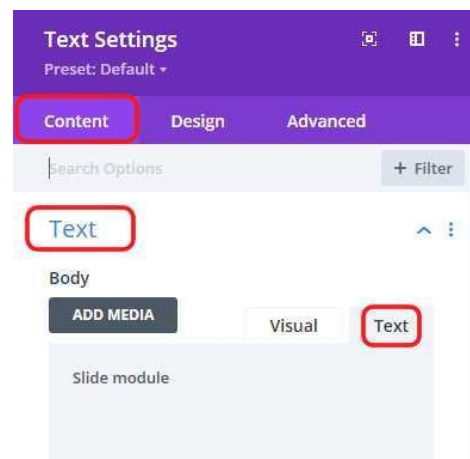 Text Settings
Preset: Default
Content Design Advanced
Search Options + Filter
Text
Body
ADD MEDIA Visual Text
Slide module